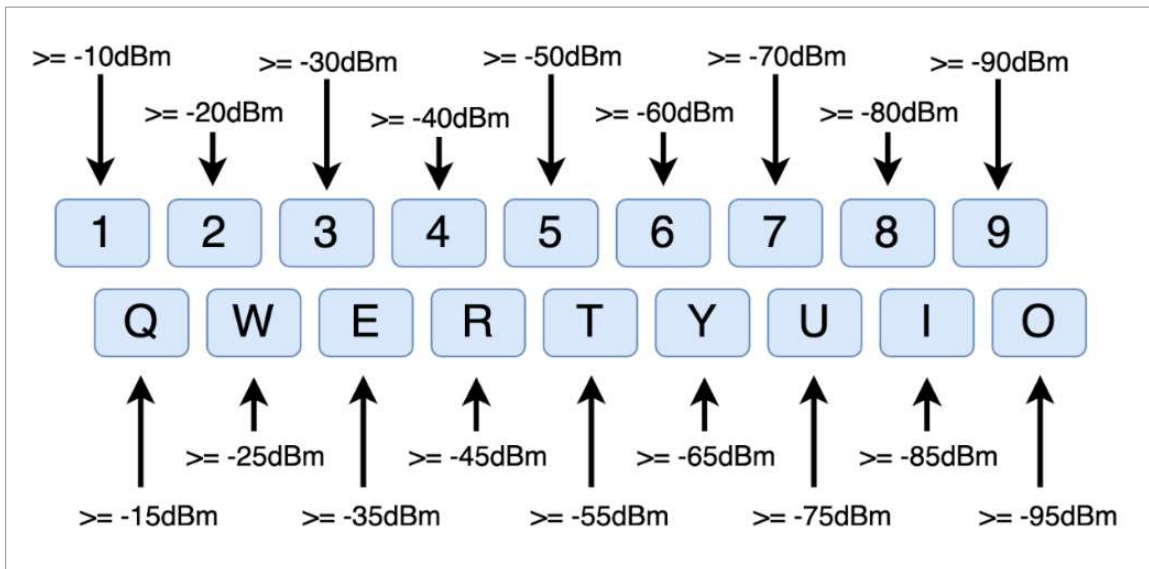 >= -10dBm >= -30dBm >= -50dBm >= -70dBm >= -90dBm
>= -20dBm >= -40dBm >= -60dBm >= -80dBm
1 2 3 4 5 6 7 8 9
Q W E R T Y U I O
>= -25dBm >= -45dBm >= -65dBm >= -85dBm
>= -15dBm >= -35dBm >= -55dBm >= -75dBm >= -95dBm